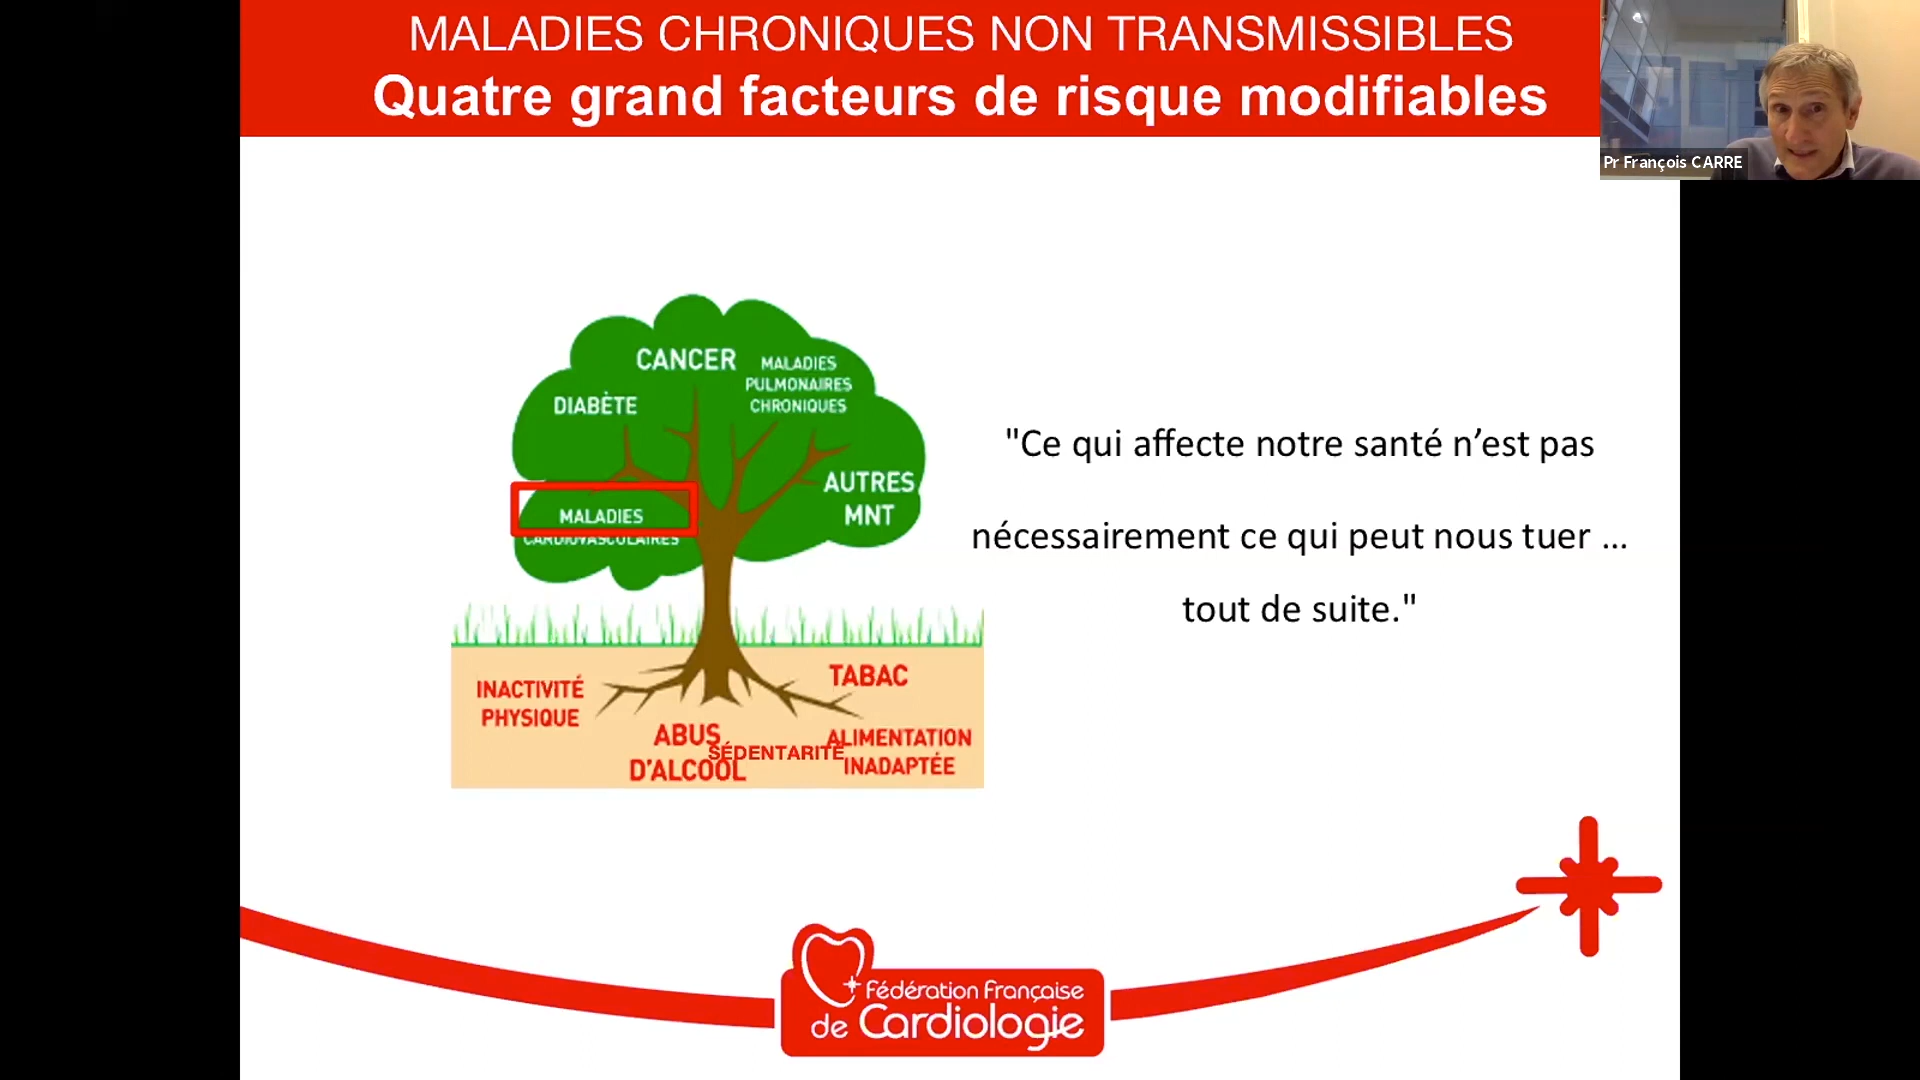 MALADIES CHRONIQUES NON TRANSMISSIBLES
Quatre grand facteurs de risque modifiables
Pr François CARRE
CANCER
MALADIES
PULMONAIRES
CHRONIQUES
DIABÈTE
AUTRES
MNT
MALADIES
CARDIOVASCULAIRES
"Ce qui affecte notre santé n’est pas
nécessairement ce qui peut nous tuer ...
tout de suite."
INACTIVITÉ
PHYSIQUE
TABAC
ABUS
D’ALCOOL
SÉDENTARITÉ
ALIMENTATION
INADAPTÉE
Fédération Française
de Cardiologie